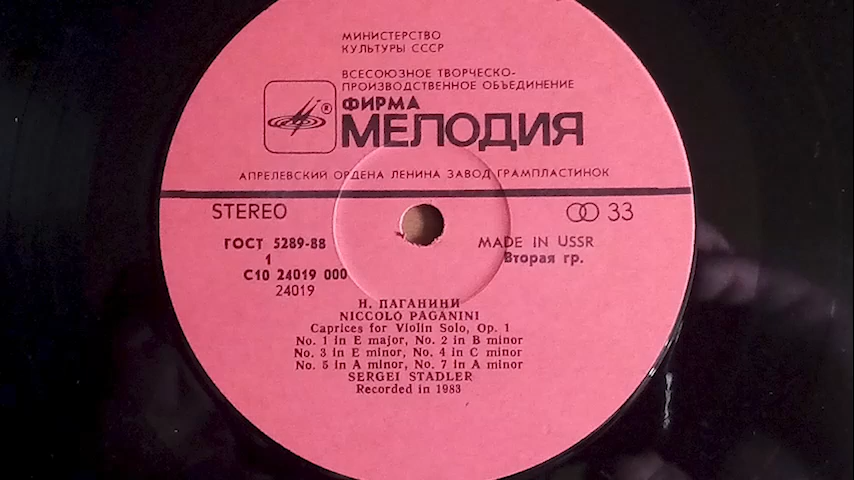 МИНИСТЕРСТВО
КУЛЬТУРЫ СССР
ВСЕСОЮЗНОЕ ТВОРЧЕСКО-
ПРОИЗВОДСТВЕННОЕ ОБЪЕДИНЕНИЕ
®
ФИРМА
МЕЛОДИЯ
АПРЕЛЕВСКИЙ ОРДЕНА ЛЕНИНА ЗАВОД ГРАМПЛАСТИНОК
STEREO 33
ГОСТ 5289-88 MADE IN USSR
1 Вторая гр.
С10 24019 000
24019
Н. ПАГАНИНИ
NICCOLÒ PAGANINI
Caprices for Violin Solo, Op. 1
No. 1 in E major, No. 2 in B minor
No. 3 in E minor, No. 4 in C minor
No. 5 in A minor, No. 7 in A minor
SERGEI STADLER
Recorded in 1983